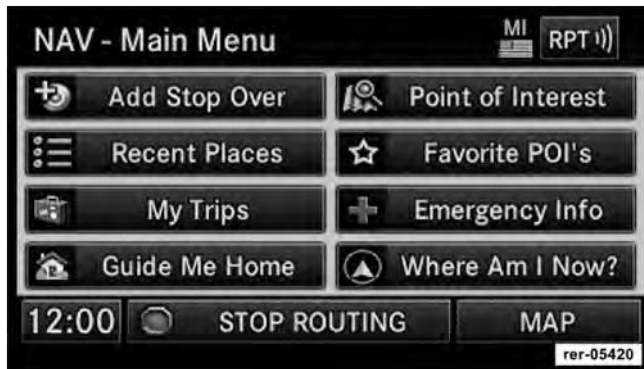 NAV - Main Menu MI RPT
Add Stop Over Point of Interest
Recent Places Favorite POI's
My Trips Emergency Info
Guide Me Home Where Am I Now?
12:00 STOP ROUTING MAP
rer-05420